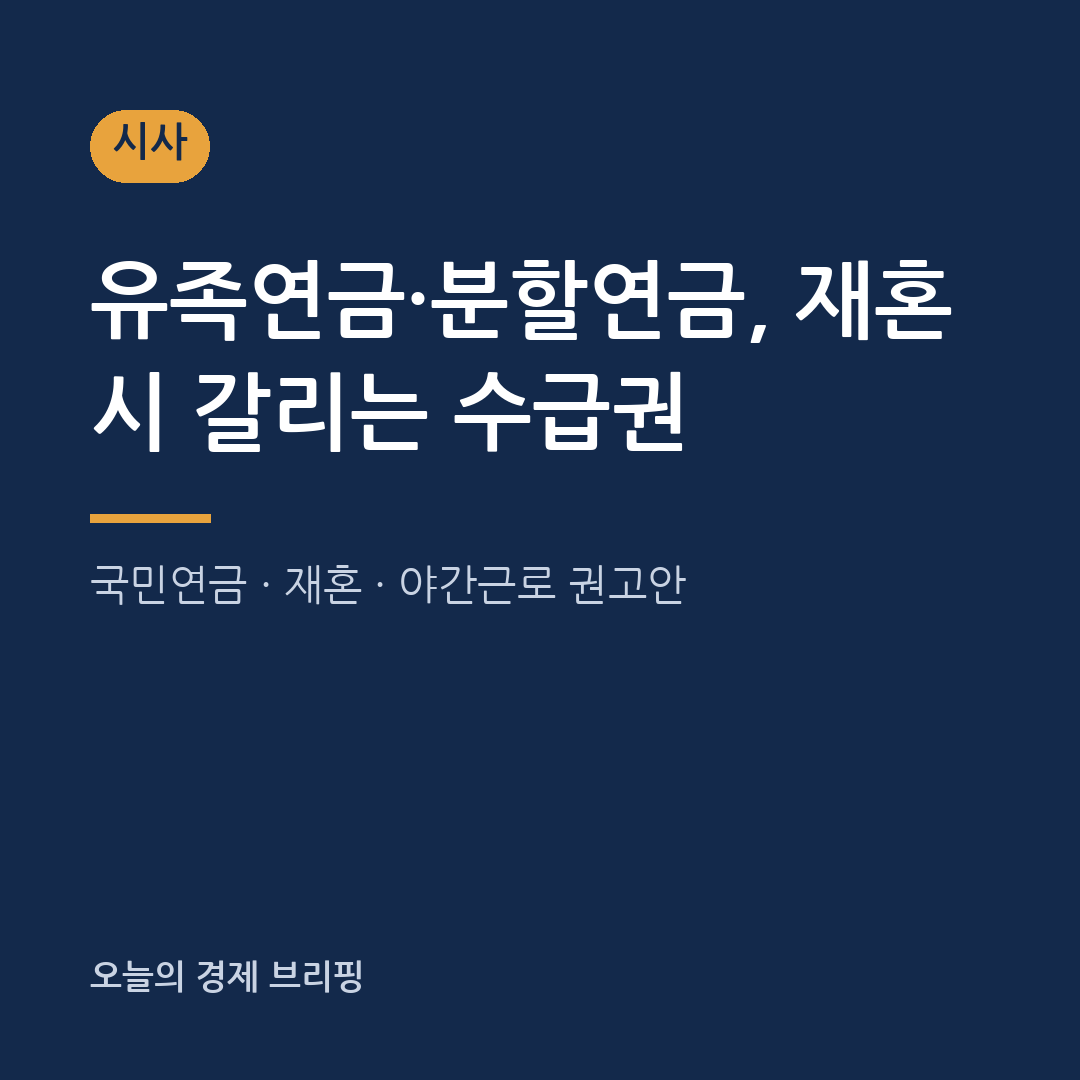 시사
유족연금·분할연금, 재혼
시 갈리는 수급권
국민연금 · 재혼 · 야간근로 권고안
오늘의 경제 브리핑